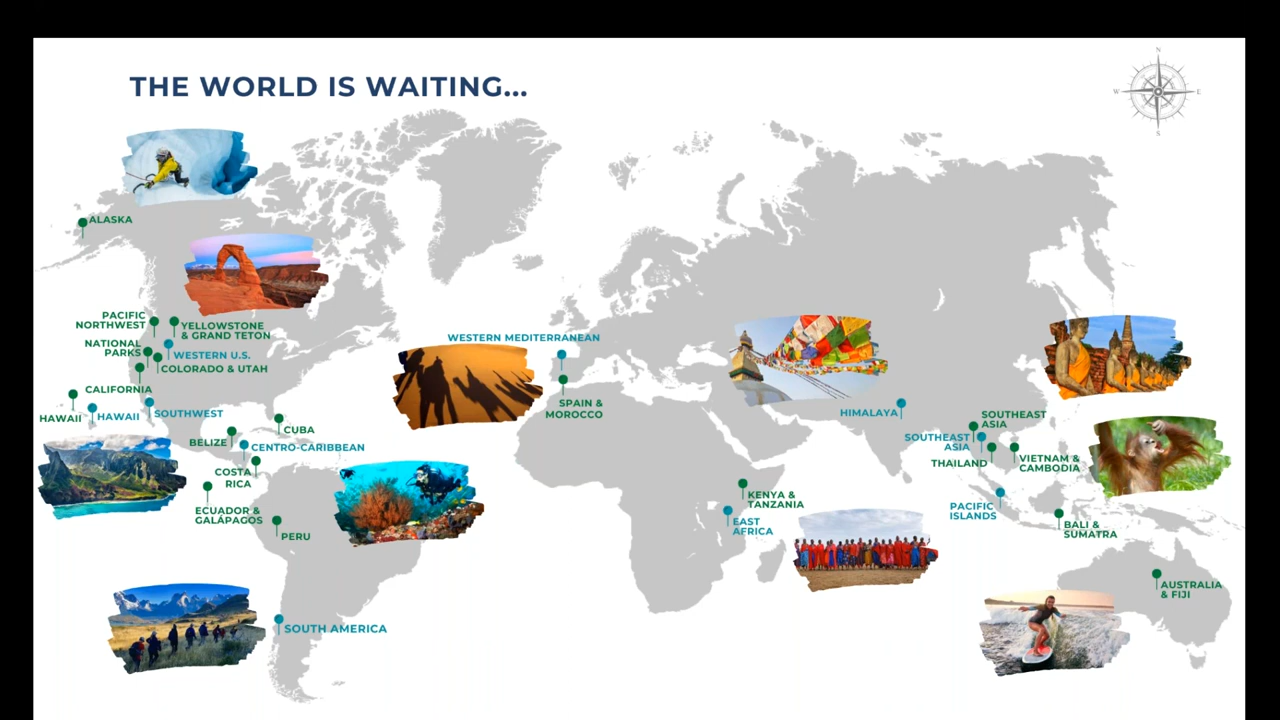 THE WORLD IS WAITING...
N
W
E
S
ALASKA
PACIFIC
NORTHWEST
YELLOWSTONE
& GRAND TETON
NATIONAL
PARKS
WESTERN U.S.
COLORADO & UTAH
CALIFORNIA
HAWAII
HAWAII
SOUTHWEST
CUBA
BELIZE
CENTRO-CARIBBEAN
COSTA
RICA
ECUADOR &
GALÁPAGOS
PERU
SOUTH AMERICA
WESTERN MEDITERRANEAN
SPAIN &
MOROCCO
KENYA &
TANZANIA
EAST
AFRICA
HIMALAYA
SOUTHEAST
ASIA
SOUTHEAST
ASIA
THAILAND
VIETNAM &
CAMBODIA
PACIFIC
ISLANDS
BALI &
SUMATRA
AUSTRALIA
& FIJI